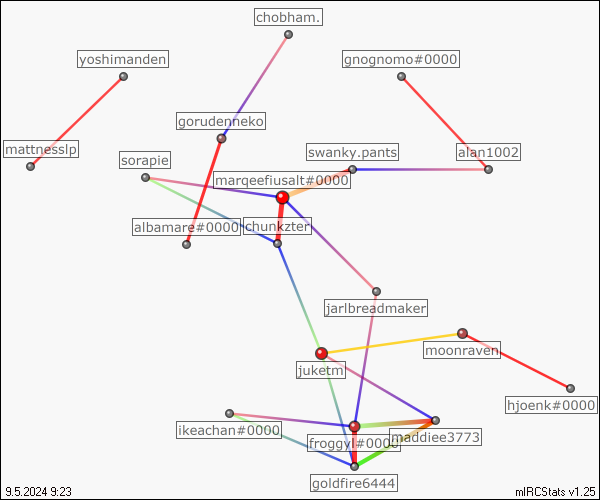 chobham.
yoshimanden
gnognomo#0000
gorudenneko
mattnesslp
sorapie
swanky.pants
alan1002
marqeefiusalt#0000
albamare#0000
chunkzter
jarlbreadmaker
moonraven
juketm
hjoenk#0000
ikeachan#0000
froggyl#0000
maddiee3773
goldfire6444
9.5.2024 9:23
mIRCStats v1.25